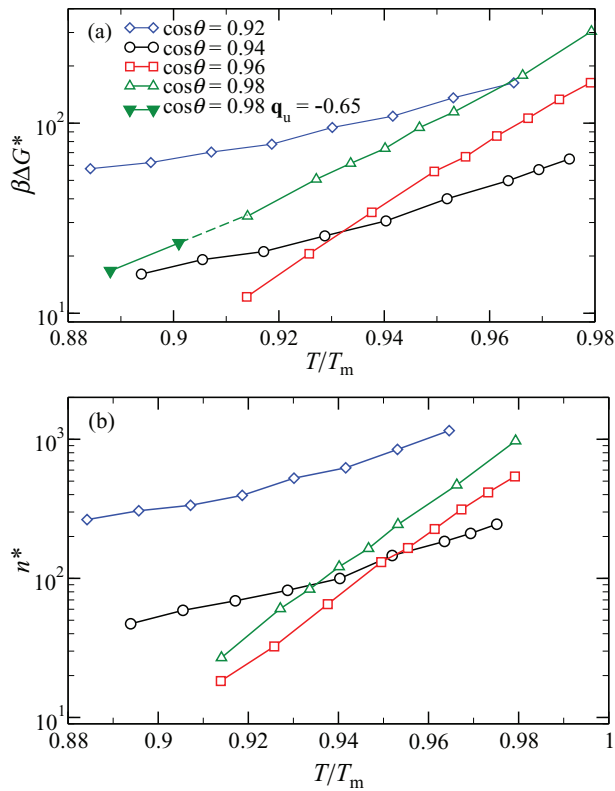 (a)
cosθ = 0.92
cosθ = 0.94
cosθ = 0.96
cosθ = 0.98
cosθ = 0.98 qu = -0.65
10²
10¹
βΔG*
0.88 0.9 0.92 0.94 0.96 0.98
T/Tm
(b)
10³
10²
10¹
n*
0.88 0.9 0.92 0.94 0.96 0.98 1
T/Tm